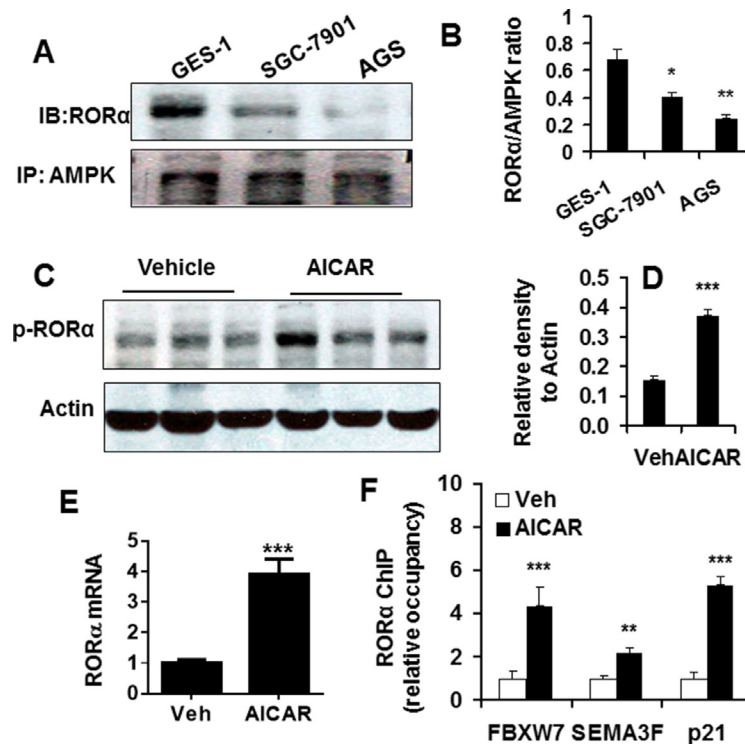 A
GES-1 SGC-7901 AGS
IB:RORα
IP: AMPK
B
RORα/AMPK ratio
1
0.8
0.6
0.4
0.2
0
*
**
GES-1
SGC-7901
AGS
C
Vehicle AICAR
p-RORα
Actin
D
Relative density
to Actin
0.5
0.4
0.3
0.2
0.1
0.0
***
VehAICAR
E
RORα mRNA
5
4
3
2
1
0
***
Veh AICAR
F
RORα ChIP
(relative occupancy)
10
8
6
4
2
0
Veh
AICAR
***
**
***
FBXW7 SEMA3F p21